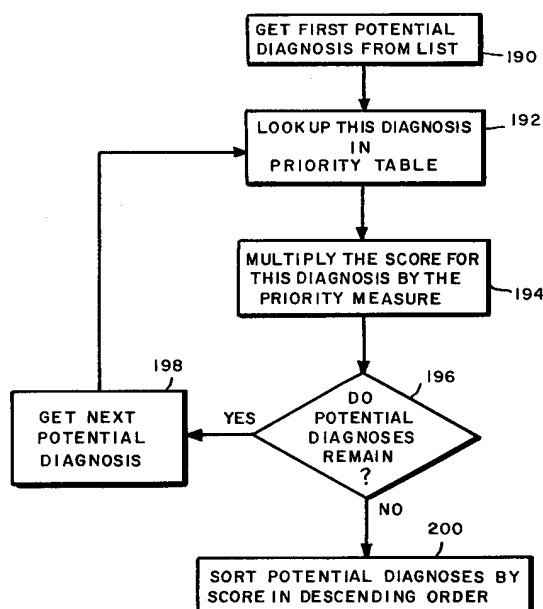 GET FIRST POTENTIAL
DIAGNOSIS FROM LIST
190
LOOKUP THIS DIAGNOSIS
IN
PRIORITY TABLE
192
MULTIPLY THE SCORE FOR
THIS DIAGNOSIS BY THE
PRIORITY MEASURE
194
196
DO
POTENTIAL
DIAGNOSES
REMAIN
?
YES
198
GET NEXT
POTENTIAL
DIAGNOSIS
NO
200
SORT POTENTIAL DIAGNOSES BY
SCORE IN DESCENDING ORDER